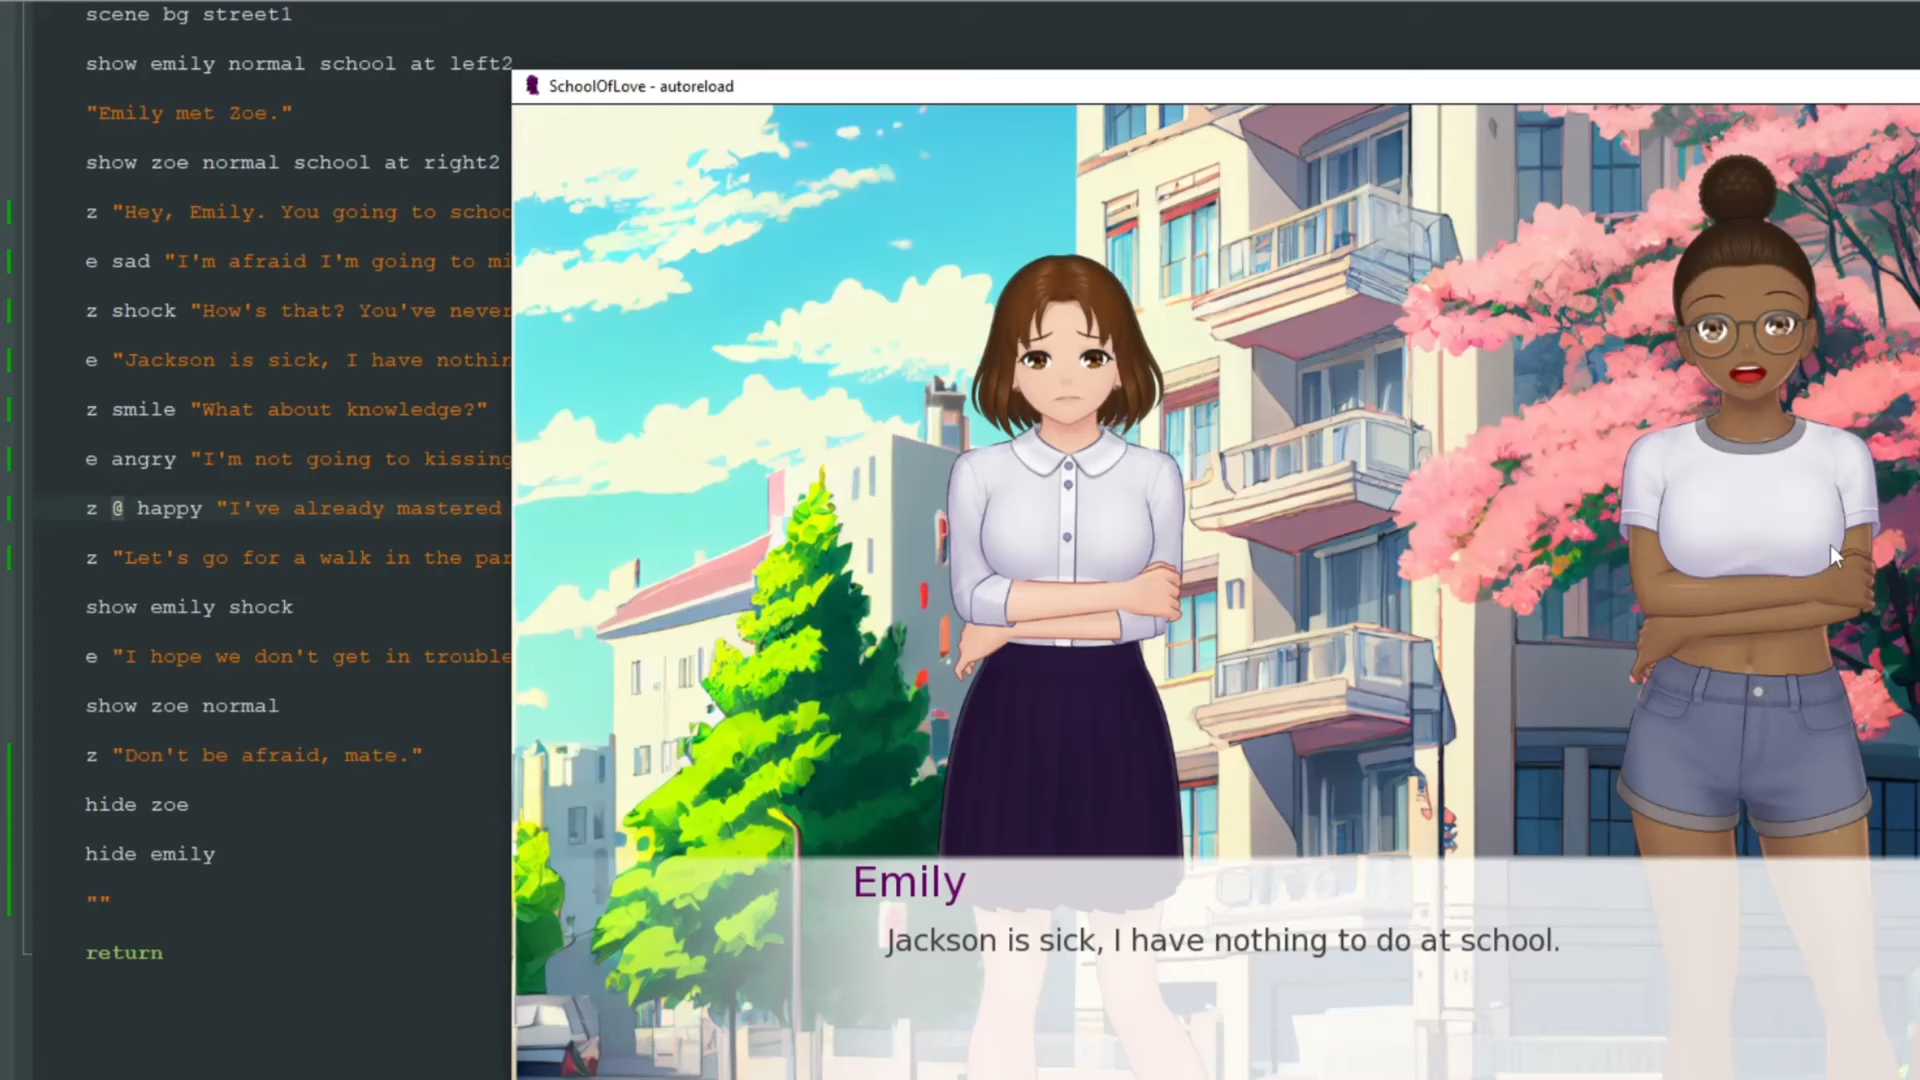 scene bg street1
show emily normal school at left2
"Emily met Zoe."
show zoe normal school at right2
z "Hey, Emily. You going to
e sad "I'm afraid I'm going to
z shock "How's that? You've never
e "Jackson is sick, I have
z smile "What about knowledge?"
e angry "I'm not going to kissing
z @ happy "I've already mastered
z "Let's go for a walk in the
show emily shock
e "I hope we don't get in trouble
show zoe normal
z "Don't be afraid, mate."
hide zoe
hide emily
""
return
SchoolOfLove - autoreload
Emily
Jackson is sick, I have nothing to do at school.